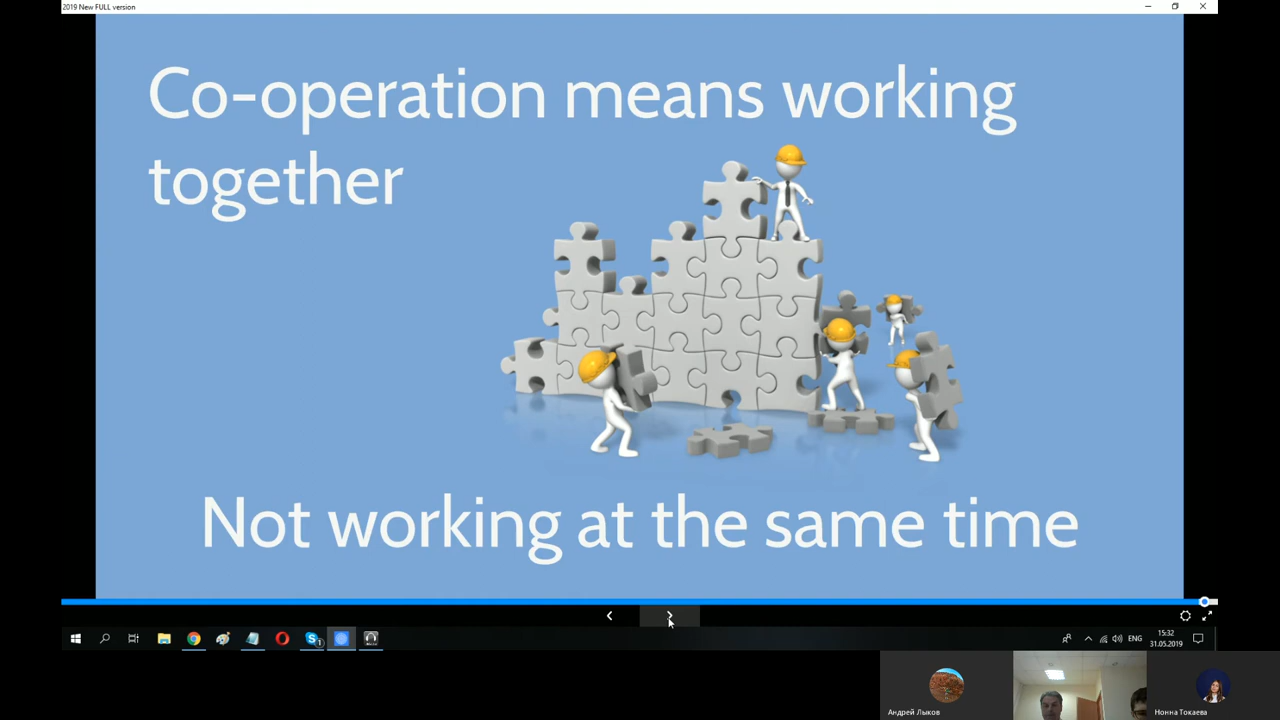 2019 New FULL version
Co-operation means working
together
Not working at the same time
ENG
15:32
31.05.2019
1
Андрей Лыков
Нонна Токаева